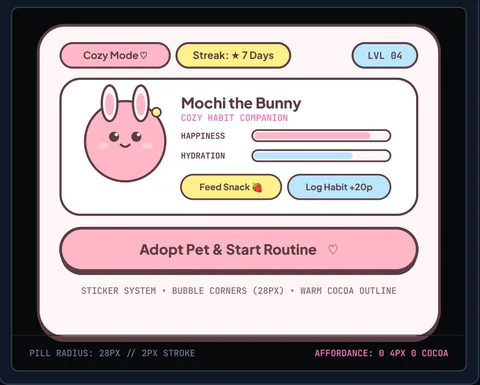 Cozy Mode ♡
Streak: ★ 7 Days
LVL 04
Mochi the Bunny
COZY HABIT COMPANION
HAPPINESS
HYDRATION
Feed Snack 🍓
Log Habit +20p
Adopt Pet & Start Routine ♡
STICKER SYSTEM • BUBBLE CORNERS (28PX) • WARM COCOA OUTLINE
PILL RADIUS: 28PX // 2PX STROKE
AFFORDANCE: 0 4PX 0 COCOA